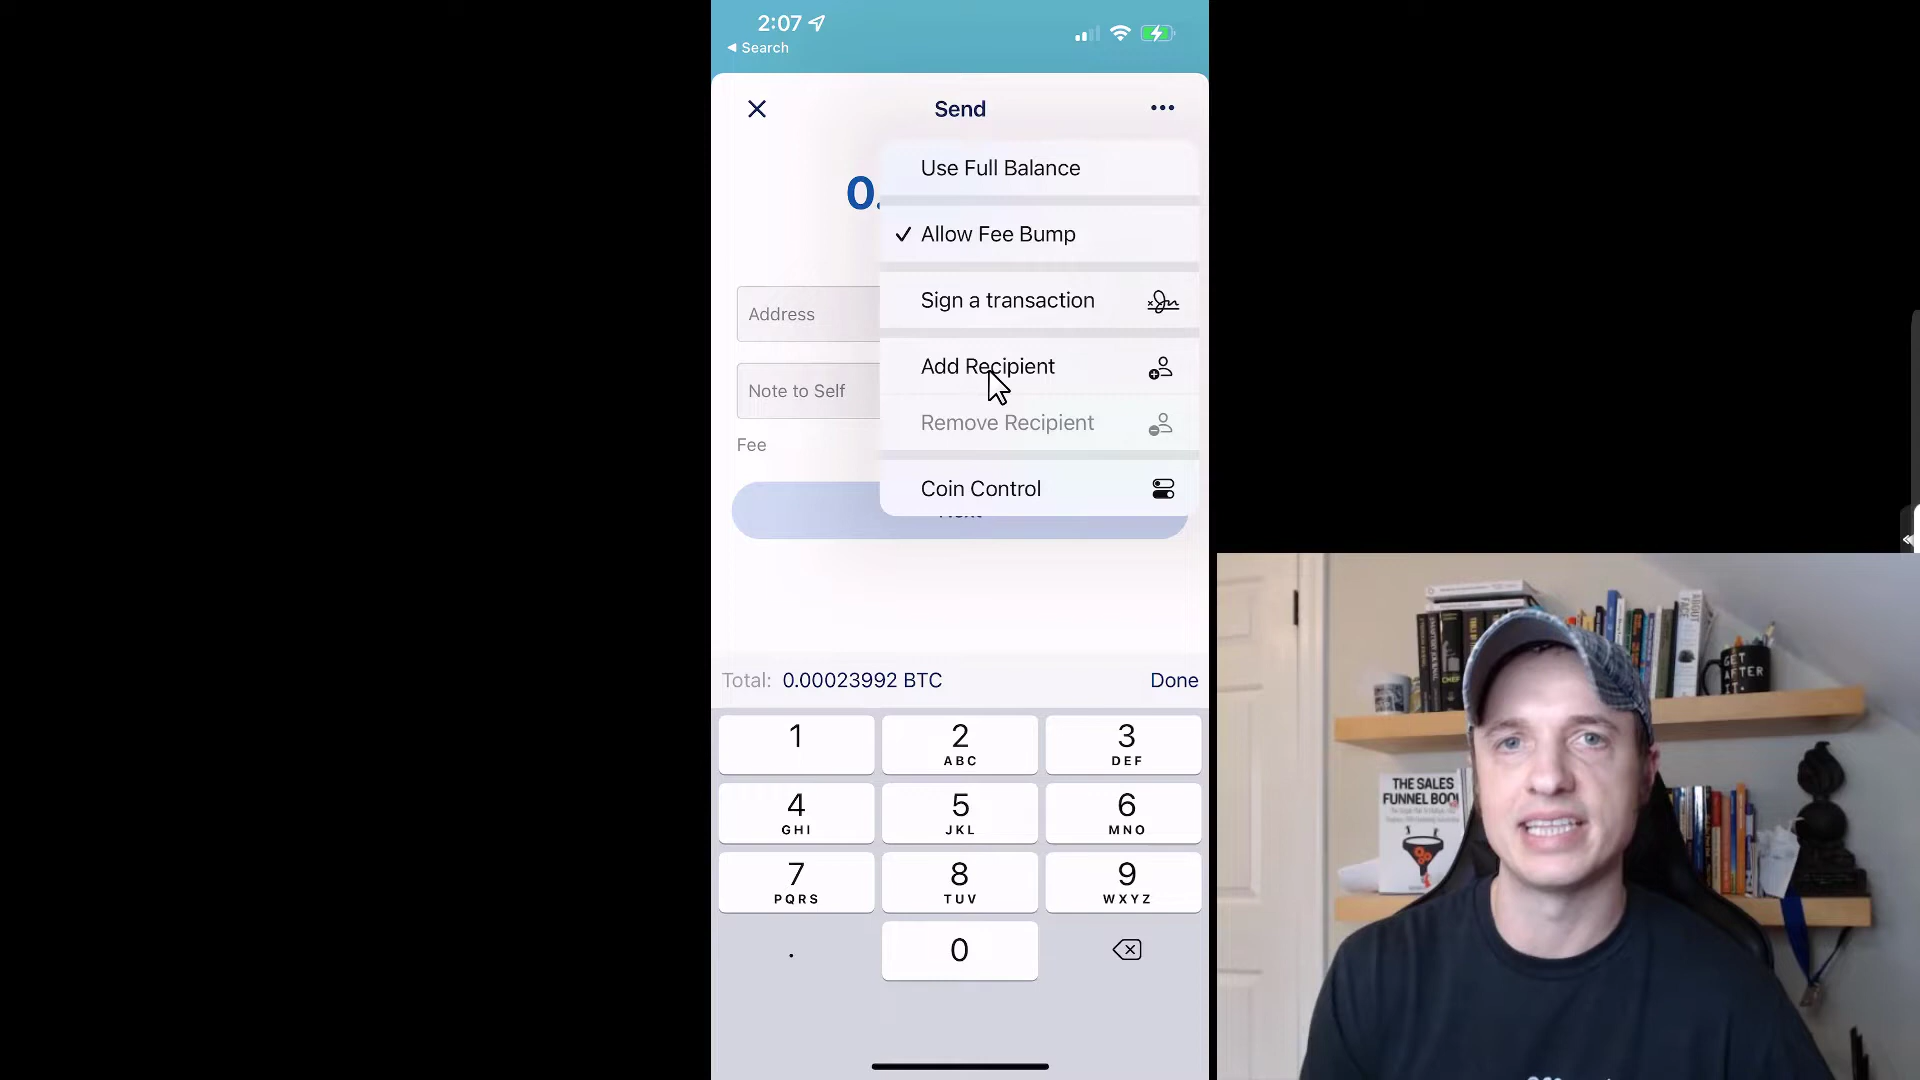 2:07
Search
Send
Use Full Balance
0.
Allow Fee Bump
Sign a transaction
Address
Add Recipient
Note to Self
Remove Recipient
Fee
Coin Control
Total: 0.00023992 BTC
Done
1
2
ABC
3
DEF
4
GHI
5
JKL
6
MNO
7
PQRS
8
TUV
9
WXYZ
.
0
GET
AFTER
IT.
THE SALES
FUNNEL BOOK